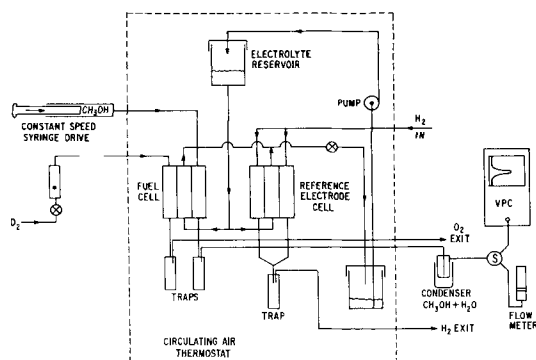 ELECTROLYTE
RESERVOIR
CH₃OH
CONSTANT SPEED
SYRINGE DRIVE
PUMP
H₂
IN
D₂
FUEL
CELL
REFERENCE
ELECTRODE
CELL
VPC
O₂
EXIT
S
TRAPS
TRAP
CONDENSER
CH₃OH + H₂O
FLOW
METER
H₂ EXIT
CIRCULATING AIR
THERMOSTAT